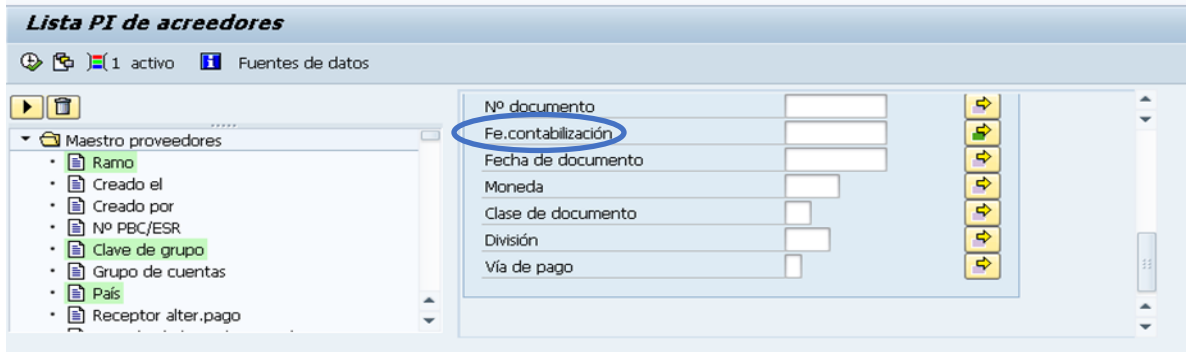 Lista PI de acreedores
1 activo Fuentes de datos
Maestro proveedores
Ramo
Creado el
Creado por
Nº PBC/ESR
Clave de grupo
Grupo de cuentas
País
Receptor alter.pago
Nº documento
Fe.contabilización
Fecha de documento
Moneda
Clase de documento
División
Vía de pago